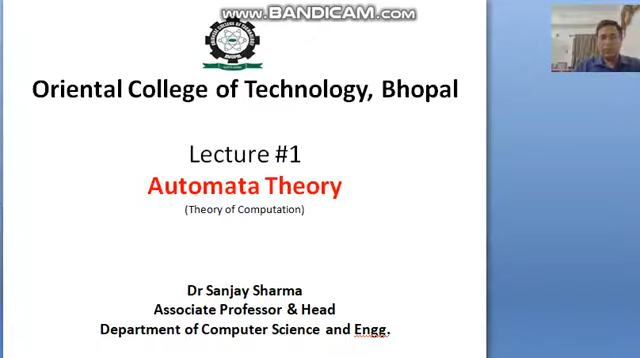 www.BANDICAM.com
Oriental College of Technology, Bhopal
Lecture #1
Automata Theory
(Theory of Computation)
Dr Sanjay Sharma
Associate Professor & Head
Department of Computer Science and Engg.